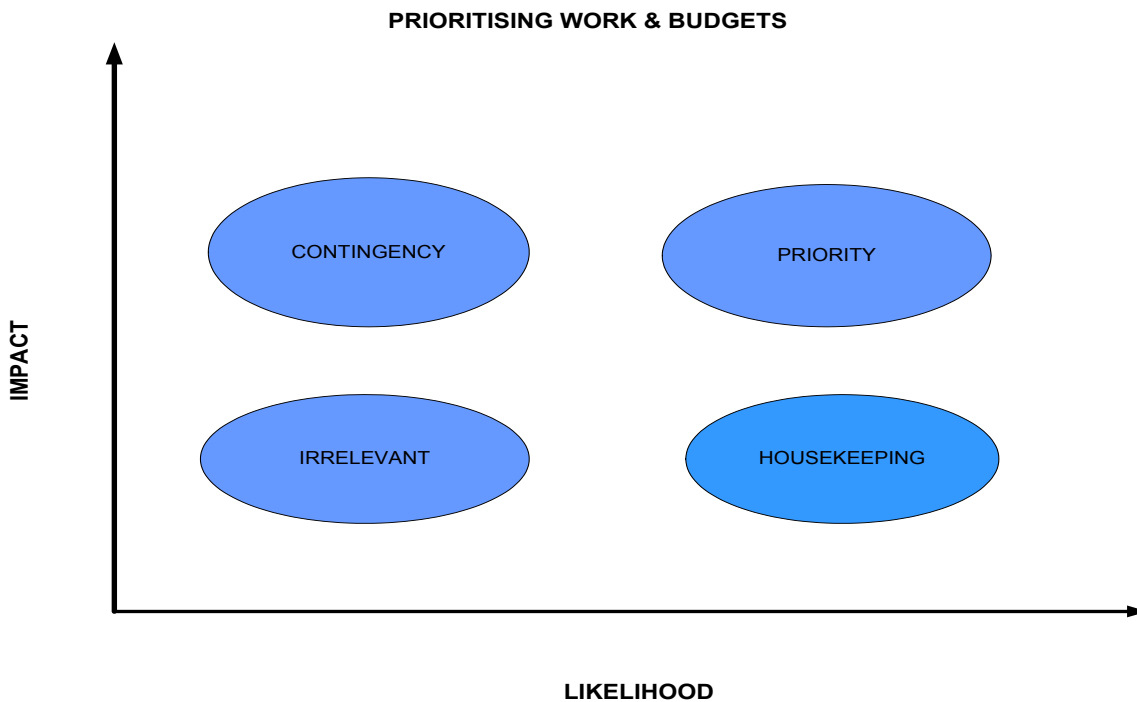 PRIORITISING WORK & BUDGETS
CONTINGENCY
PRIORITY
IMPACT
IRRELEVANT
HOUSEKEEPING
LIKELIHOOD